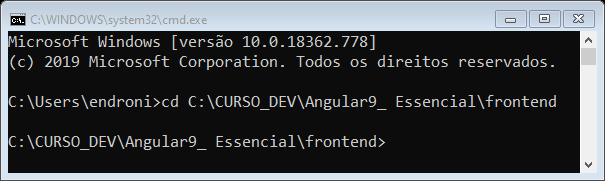 C:\WINDOWS\system32\cmd.exe
Microsoft Windows [versão 10.0.18362.778]
(c) 2019 Microsoft Corporation. Todos os direitos reservados.
C:\Users\endroni>cd C:\CURSO_DEV\Angular9_ Essencial\frontend
C:\CURSO_DEV\Angular9_ Essencial\frontend>